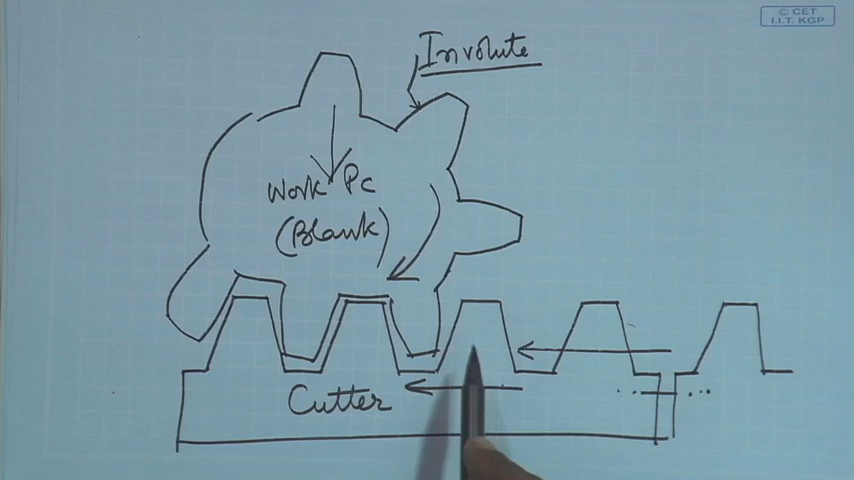 © CET
I.I.T. KGP
Involute
Work Pc
(Blank)
Cutter